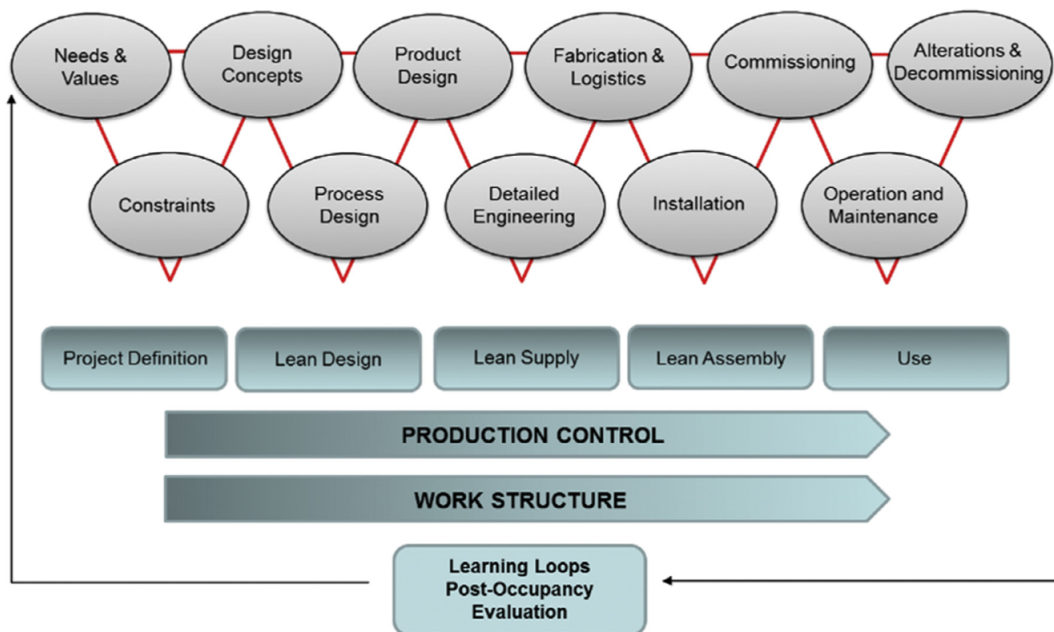 Needs &
Values
Design
Concepts
Product
Design
Fabrication &
Logistics
Commissioning
Alterations &
Decommissioning
Constraints
Process
Design
Detailed
Engineering
Installation
Operation and
Maintenance
Project Definition
Lean Design
Lean Supply
Lean Assembly
Use
PRODUCTION CONTROL
WORK STRUCTURE
Learning Loops
Post-Occupancy
Evaluation